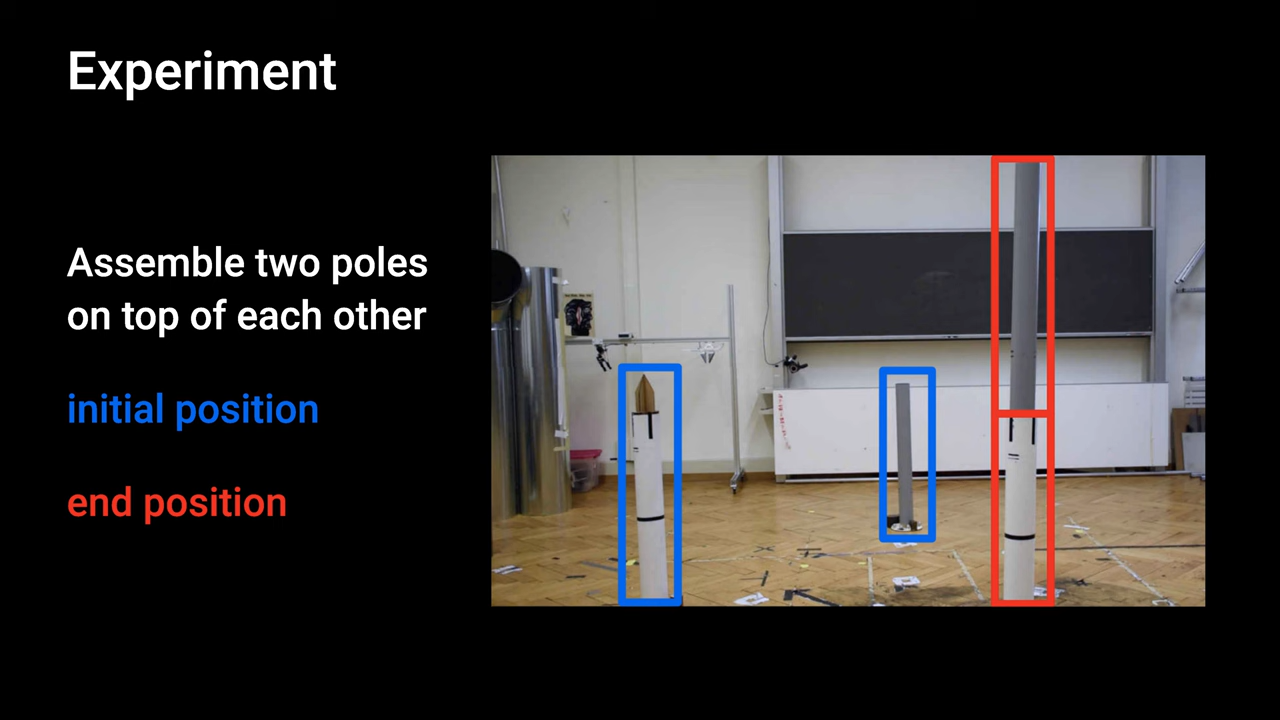 Experiment
Assemble two poles
on top of each other
initial position
end position